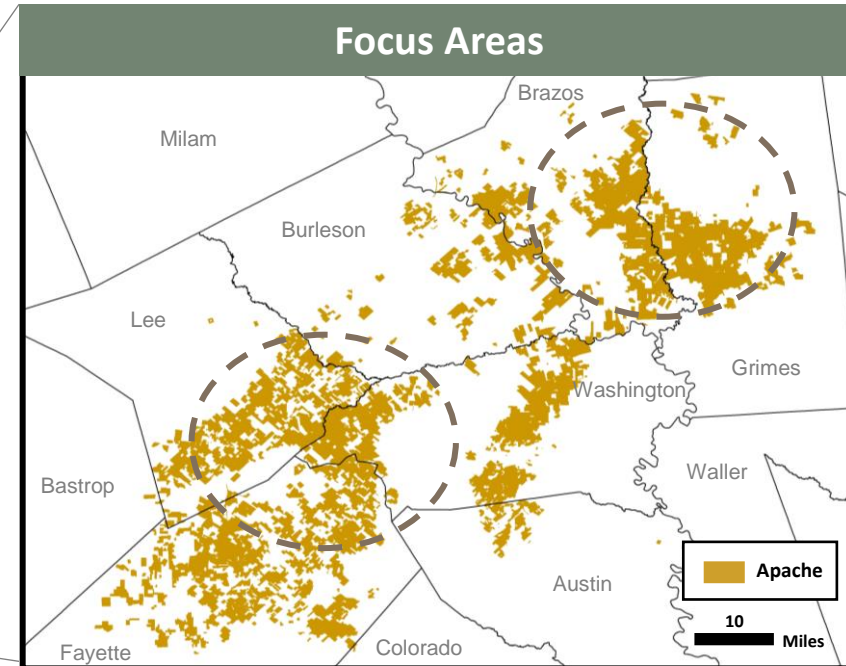 Focus Areas
Brazos
Milam
Burleson
Lee
Grimes
Washington
Waller
Bastrop
Apache
Austin
10
Miles
Colorado
Fayette